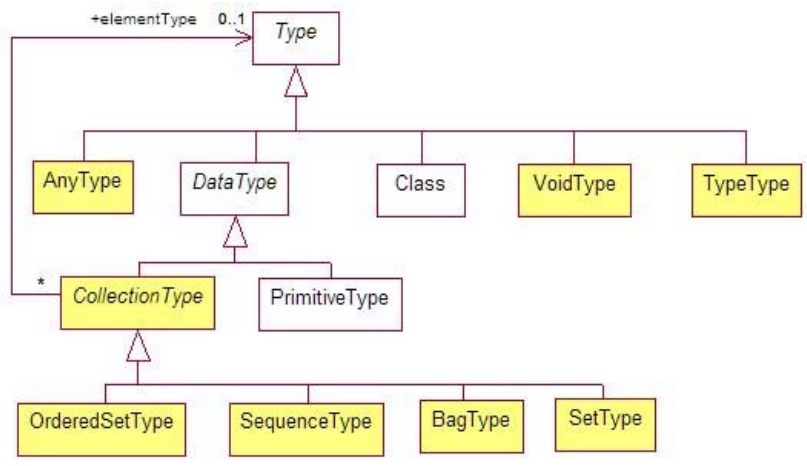 +elementType 0..1
Type
AnyType DataType Class VoidType TypeType
*
CollectionType PrimitiveType
OrderedSetType SequenceType BagType SetType